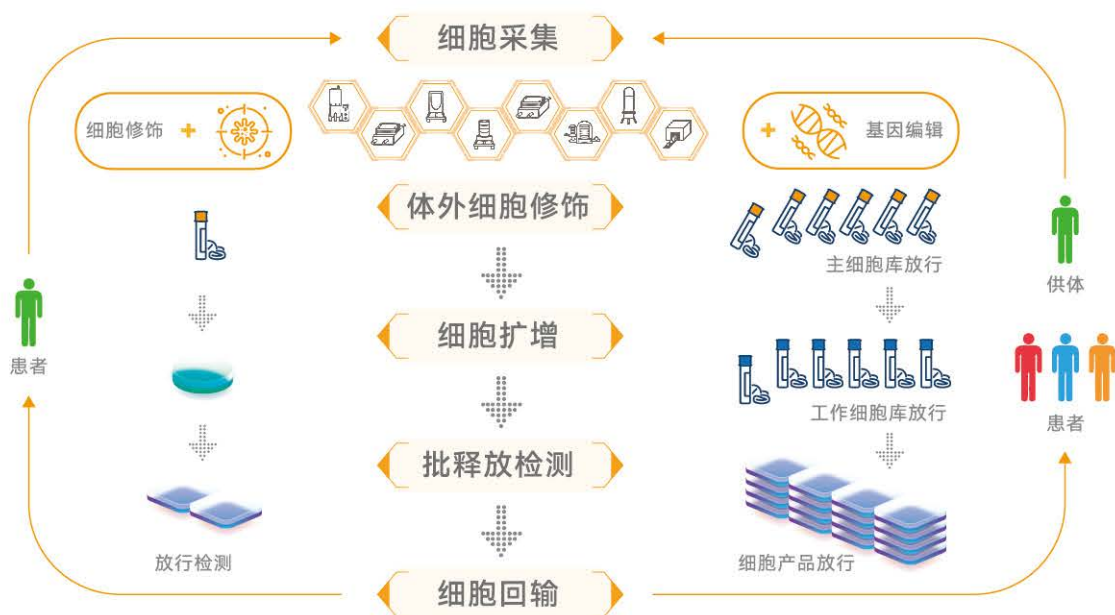 细胞采集
细胞修饰 +
+ 基因编辑
体外细胞修饰
主细胞库放行
供体
细胞扩增
患者
工作细胞库放行
患者
批释放检测
放行检测
细胞产品放行
细胞回输